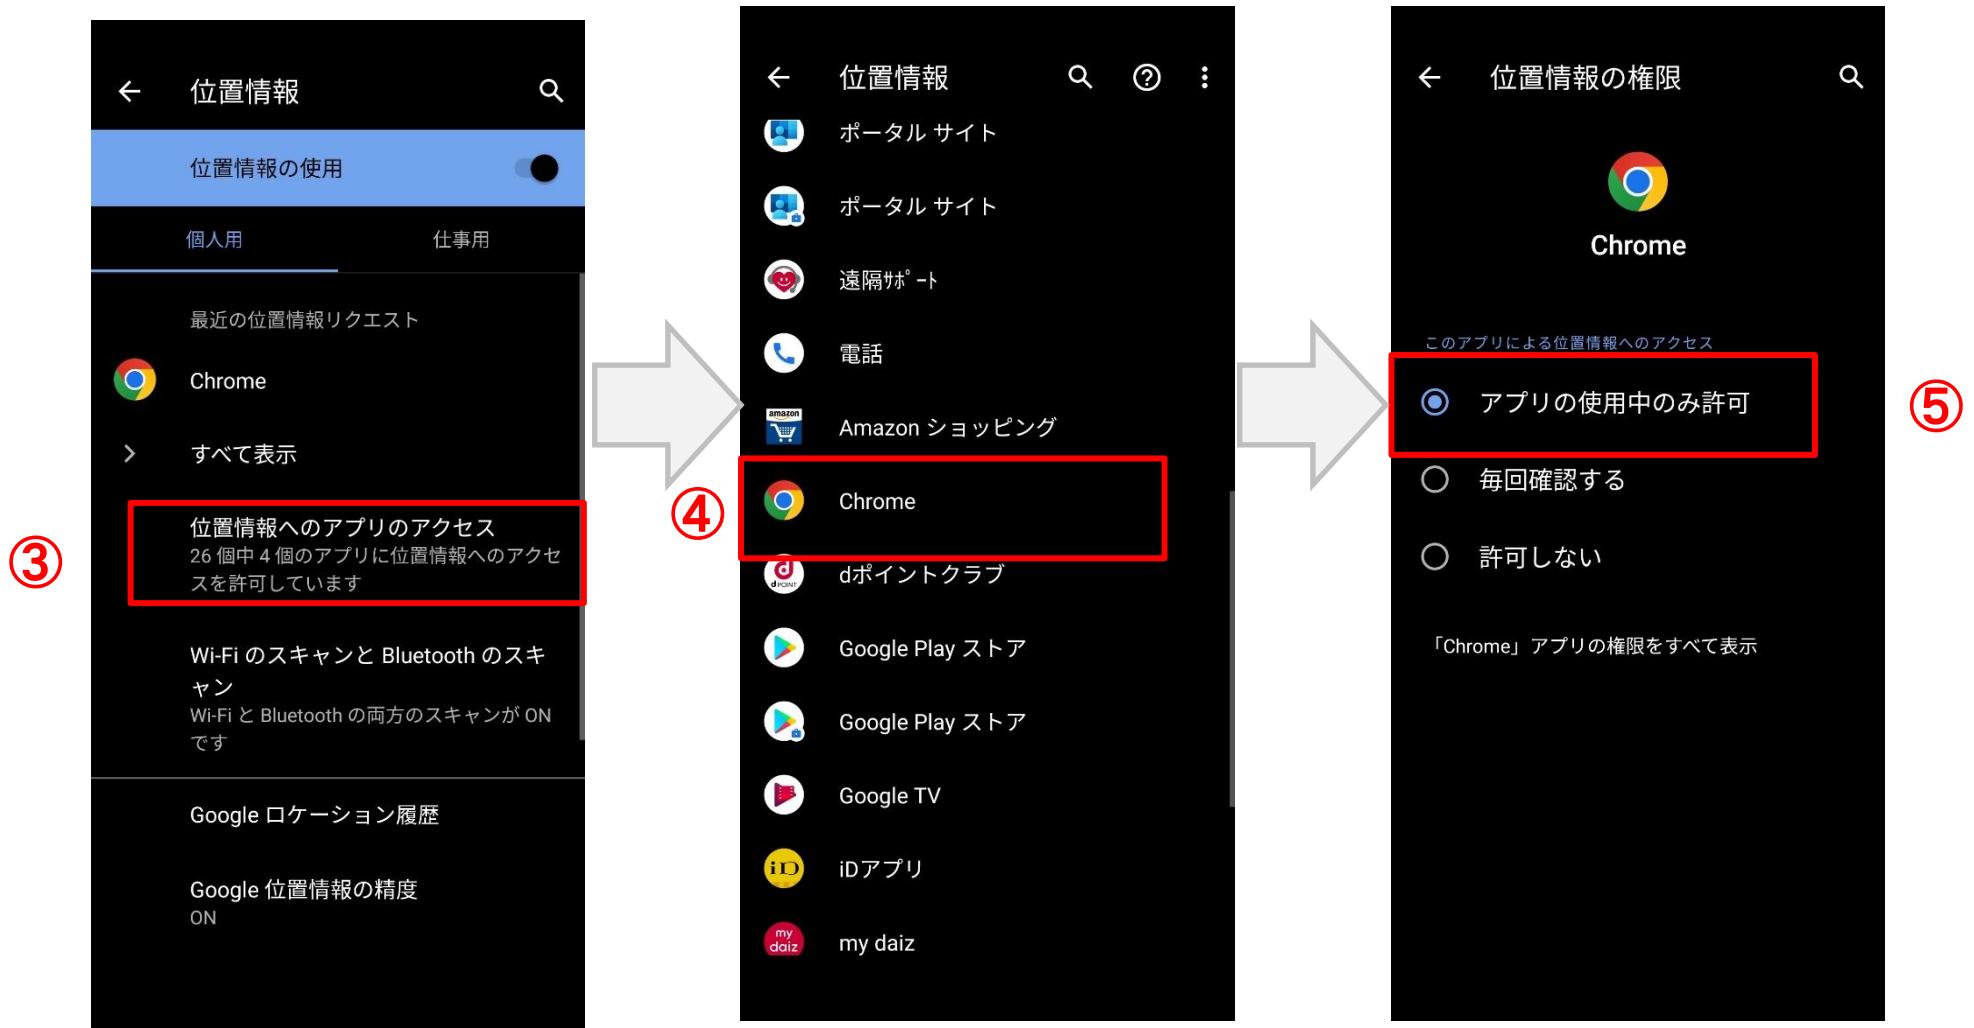 位置情報
位置情報の使用
個人用 仕事用
最近の位置情報リクエスト
Chrome
すべて表示
③
位置情報へのアプリのアクセス
26 個中 4 個のアプリに位置情報へのアクセ
スを許可しています
Wi-Fi のスキャンと Bluetooth のスキ
ャン
Wi-Fi と Bluetooth の両方のスキャンが ON
です
Google ロケーション履歴
Google 位置情報の精度
ON
位置情報
ポータル サイト
ポータル サイト
遠隔ｻﾎﾟｰﾄ
電話
amazon
Amazon ショッピング
④
Chrome
d POINT
dポイントクラブ
Google Play ストア
Google Play ストア
Google TV
iD
iDアプリ
my
daiz
my daiz
位置情報の権限
Chrome
このアプリによる位置情報へのアクセス
アプリの使用中のみ許可
⑤
毎回確認する
許可しない
「Chrome」アプリの権限をすべて表示